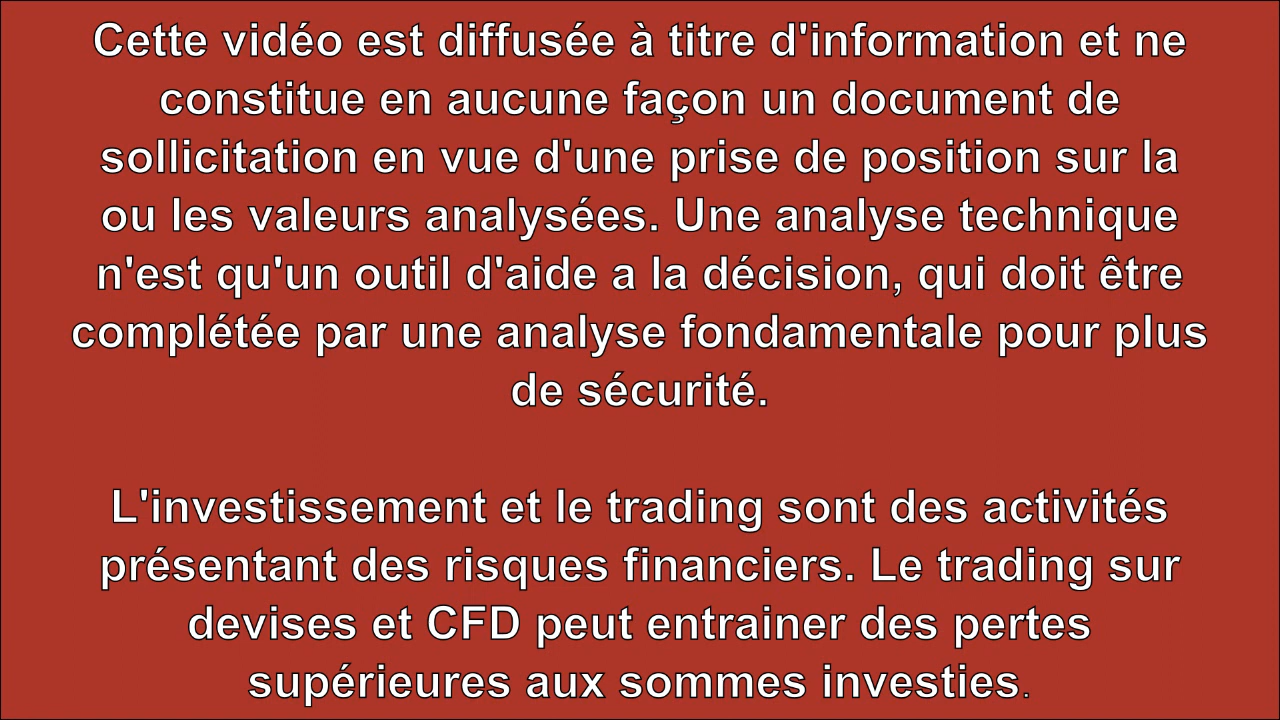 Cette vidéo est diffusée à titre d'information et ne
constitue en aucune façon un document de
sollicitation en vue d'une prise de position sur la
ou les valeurs analysées. Une analyse technique
n'est qu'un outil d'aide a la décision, qui doit être
complétée par une analyse fondamentale pour plus
de sécurité.
L'investissement et le trading sont des activités
présentant des risques financiers. Le trading sur
devises et CFD peut entrainer des pertes
supérieures aux sommes investies.